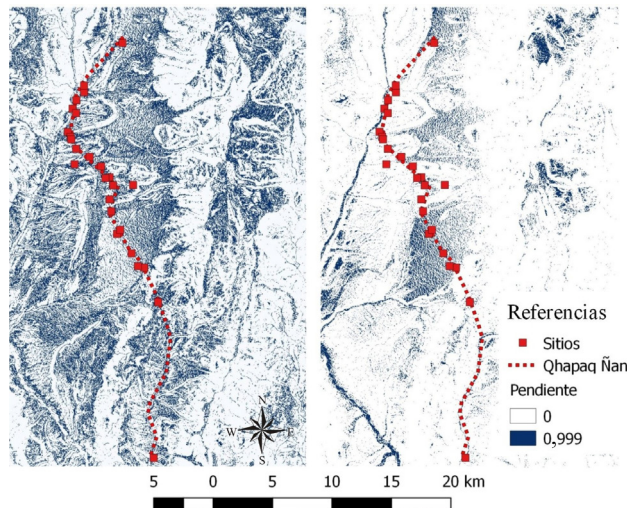 N
W E
S
Referencias
Sitios
Qhapaq Ñan
Pendiente
0
0,999
5 0 5 10 15 20 km